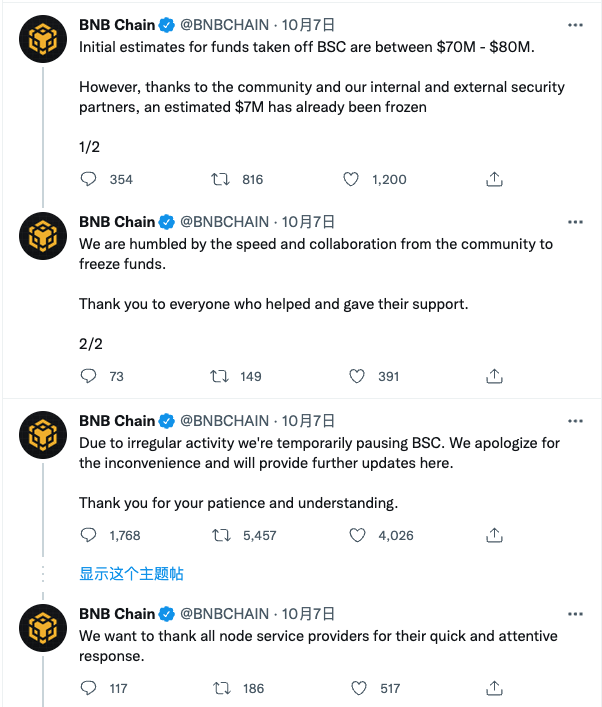 BNB Chain @BNBCHAIN · 10月7日
Initial estimates for funds taken off BSC are between $70M - $80M.
However, thanks to the community and our internal and external security
partners, an estimated $7M has already been frozen
1/2
354 816 1,200
BNB Chain @BNBCHAIN · 10月7日
We are humbled by the speed and collaboration from the community to
freeze funds.
Thank you to everyone who helped and gave their support.
2/2
73 149 391
BNB Chain @BNBCHAIN · 10月7日
Due to irregular activity we're temporarily pausing BSC. We apologize for
the inconvenience and will provide further updates here.
Thank you for your patience and understanding.
1,768 5,457 4,026
显示这个主题帖
BNB Chain @BNBCHAIN · 10月7日
We want to thank all node service providers for their quick and attentive
response.
117 186 517